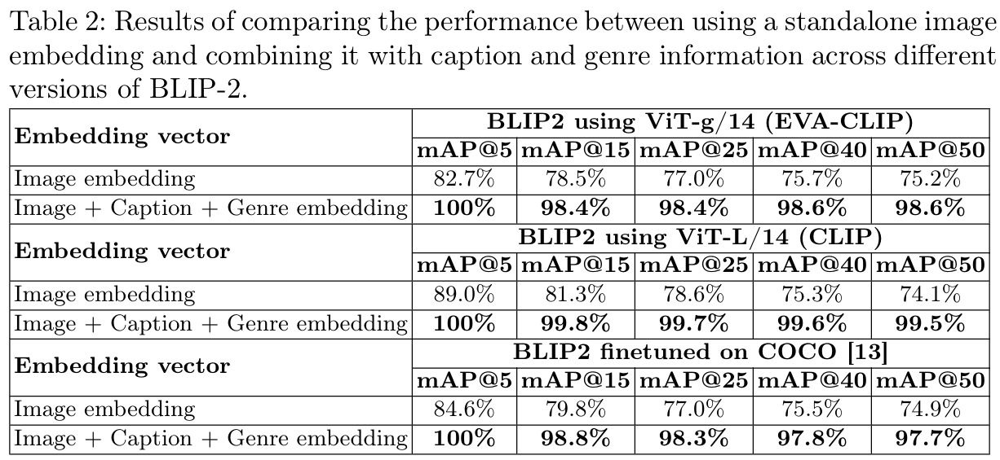 Table 2: Results of comparing the performance between using a standalone image
embedding and combining it with caption and genre information across different
versions of BLIP-2.
Embedding vector
BLIP2 using ViT-g/14 (EVA-CLIP)
mAP@5 mAP@15 mAP@25 mAP@40 mAP@50
Image embedding 82.7% 78.5% 77.0% 75.7% 75.2%
Image + Caption + Genre embedding 100% 98.4% 98.4% 98.6% 98.6%
Embedding vector
BLIP2 using ViT-L/14 (CLIP)
mAP@5 mAP@15 mAP@25 mAP@40 mAP@50
Image embedding 89.0% 81.3% 78.6% 75.3% 74.1%
Image + Caption + Genre embedding 100% 99.8% 99.7% 99.6% 99.5%
Embedding vector
BLIP2 finetuned on COCO [13]
mAP@5 mAP@15 mAP@25 mAP@40 mAP@50
Image embedding 84.6% 79.8% 77.0% 75.5% 74.9%
Image + Caption + Genre embedding 100% 98.8% 98.3% 97.8% 97.7%